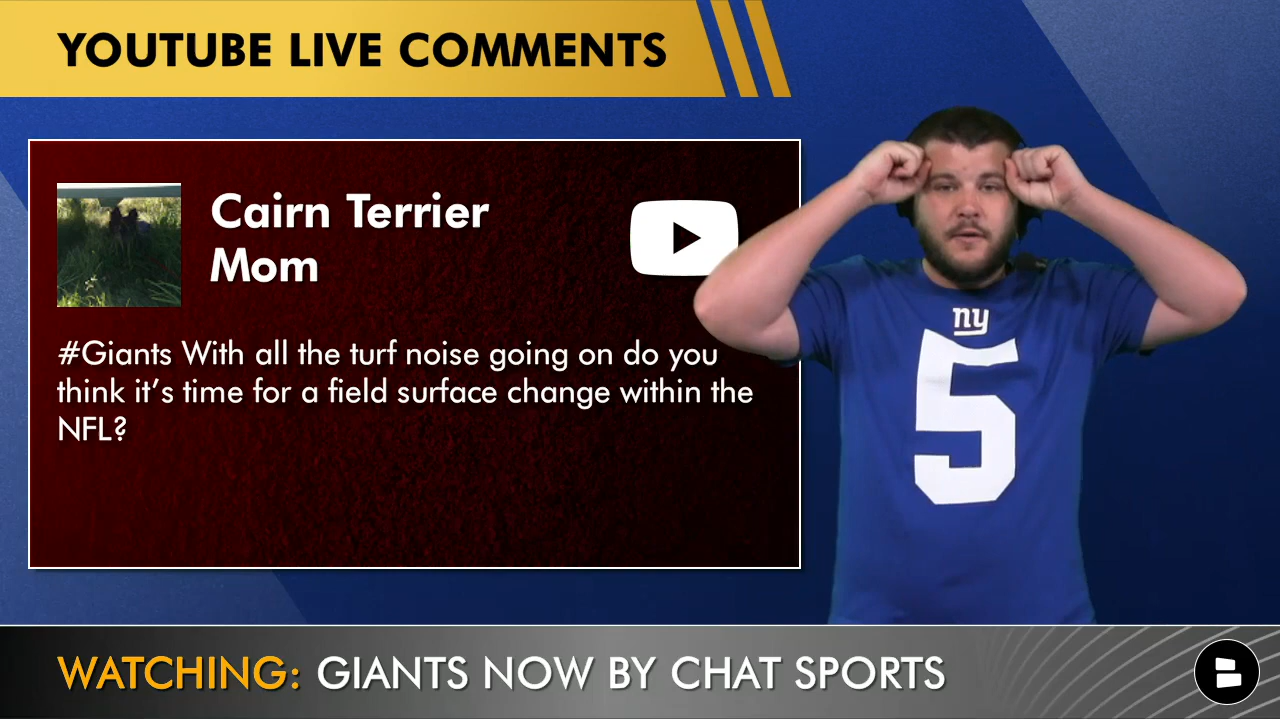 YOUTUBE LIVE COMMENTS
Cairn Terrier
Mom
#Giants With all the turf noise going on do you
think it's time for a field surface change within the
NFL?
ny
5
WATCHING: GIANTS NOW BY CHAT SPORTS